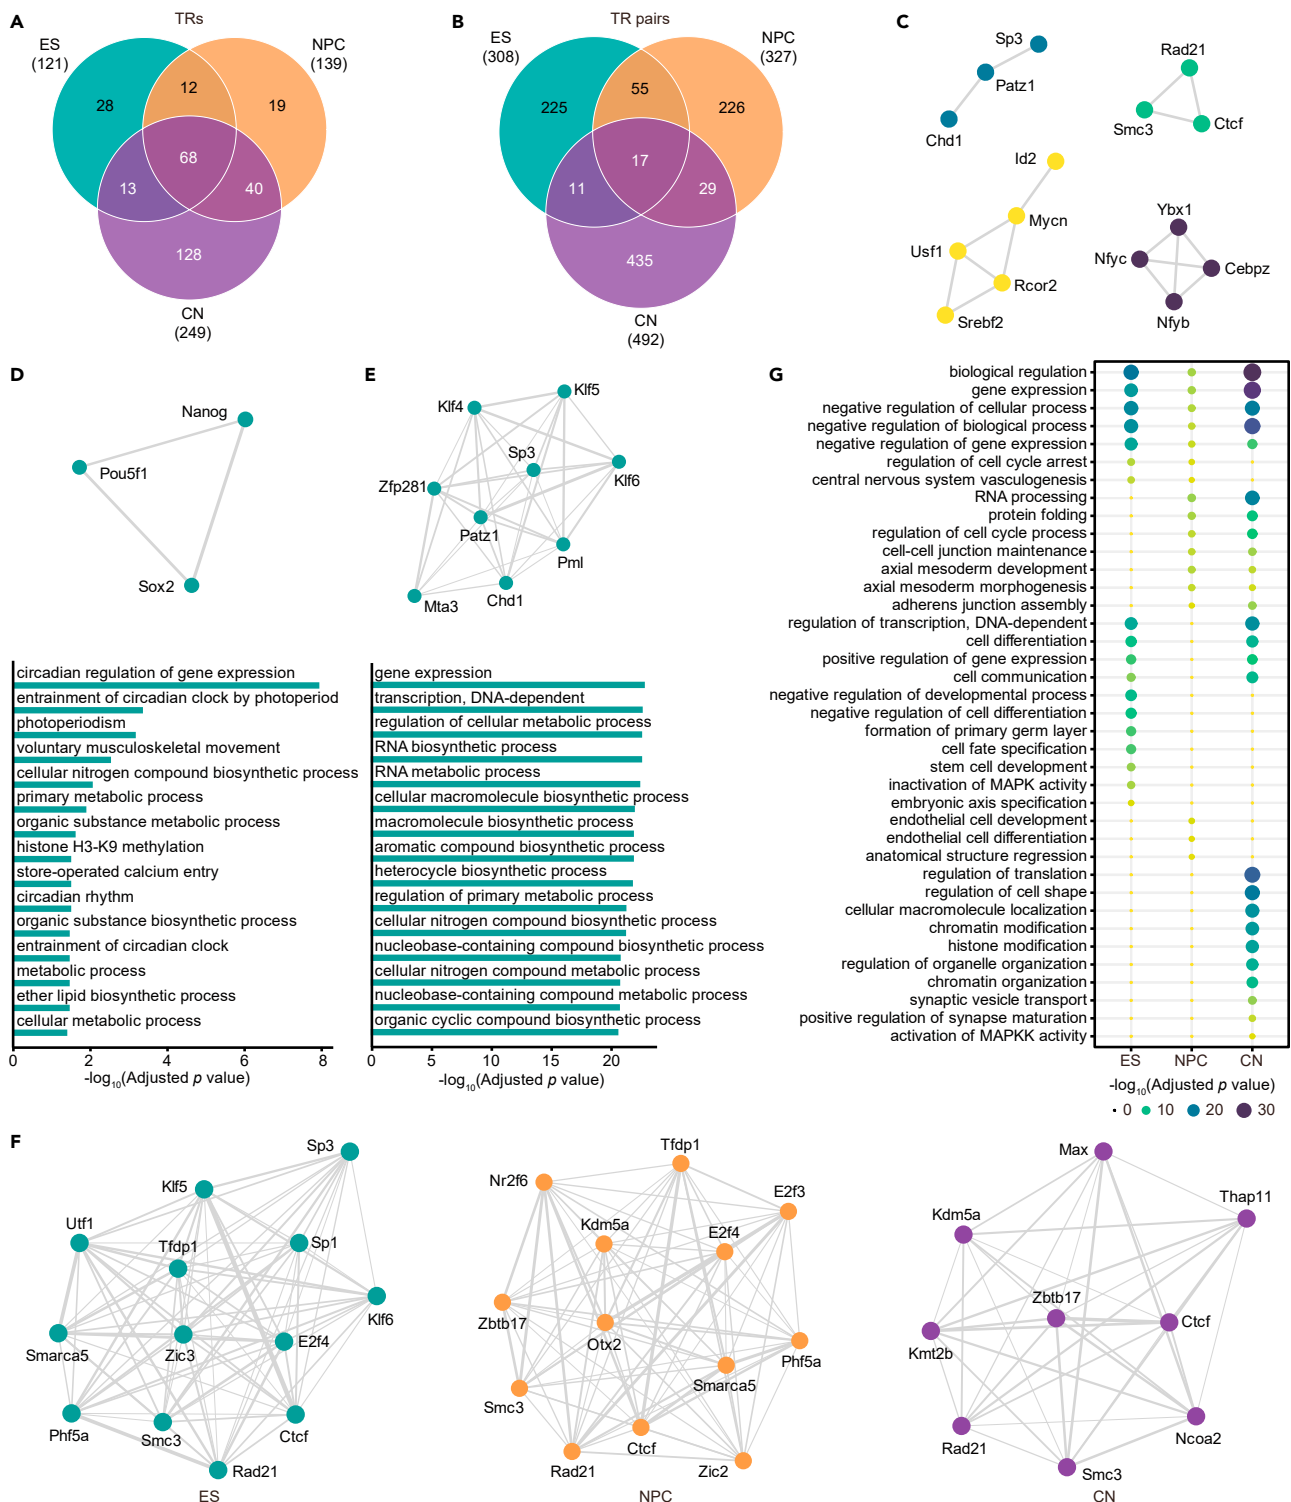 A
TRs
ES
(121)
NPC
(139)
28
12
19
68
13
40
128
CN
(249)
B
TR pairs
ES
(308)
NPC
(327)
225
55
226
17
11
29
435
CN
(492)
C
Sp3
Patz1
Chd1
Rad21
Smc3
Ctcf
Id2
Mycn
Usf1
Rcor2
Srebf2
Ybx1
Nfyc
Cebpz
Nfyb
D
Nanog
Pou5f1
Sox2
circadian regulation of gene expression
entrainment of circadian clock by photoperiod
photoperiodism
voluntary musculoskeletal movement
cellular nitrogen compound biosynthetic process
primary metabolic process
organic substance metabolic process
histone H3-K9 methylation
store-operated calcium entry
circadian rhythm
organic substance biosynthetic process
entrainment of circadian clock
metabolic process
ether lipid biosynthetic process
cellular metabolic process
0 2 4 6 8
-log10(Adjusted p value)
E
Klf5
Klf4
Sp3
Klf6
Zfp281
Patz1
Pml
Chd1
Mta3
gene expression
transcription, DNA-dependent
regulation of cellular metabolic process
RNA biosynthetic process
RNA metabolic process
cellular macromolecule biosynthetic process
macromolecule biosynthetic process
aromatic compound biosynthetic process
heterocycle biosynthetic process
regulation of primary metabolic process
cellular nitrogen compound biosynthetic process
nucleobase-containing compound biosynthetic process
cellular nitrogen compound metabolic process
nucleobase-containing compound metabolic process
organic cyclic compound biosynthetic process
0 5 10 15 20
-log10(Adjusted p value)
G
biological regulation
gene expression
negative regulation of cellular process
negative regulation of biological process
negative regulation of gene expression
regulation of cell cycle arrest
central nervous system vasculogenesis
RNA processing
protein folding
regulation of cell cycle process
cell-cell junction maintenance
axial mesoderm development
axial mesoderm morphogenesis
adherens junction assembly
regulation of transcription, DNA-dependent
cell differentiation
positive regulation of gene expression
cell communication
negative regulation of developmental process
negative regulation of cell differentiation
formation of primary germ layer
cell fate specification
stem cell development
inactivation of MAPK activity
embryonic axis specification
endothelial cell development
endothelial cell differentiation
anatomical structure regression
regulation of translation
regulation of cell shape
cellular macromolecule localization
chromatin modification
histone modification
regulation of organelle organization
chromatin organization
synaptic vesicle transport
positive regulation of synapse maturation
activation of MAPKK activity
ES NPC CN
-log10(Adjusted p value)
0 10 20 30
F
Sp3
Klf5
Utf1
Tfdp1
Sp1
Klf6
Smarca5
Zic3
E2f4
Phf5a
Smc3
Ctcf
Rad21
ES
Tfdp1
Nr2f6
E2f3
Kdm5a
E2f4
Zbtb17
Otx2
Phf5a
Smarca5
Smc3
Ctcf
Rad21
Zic2
NPC
Max
Thap11
Kdm5a
Zbtb17
Ctcf
Kmt2b
Ncoa2
Rad21
Smc3
CN